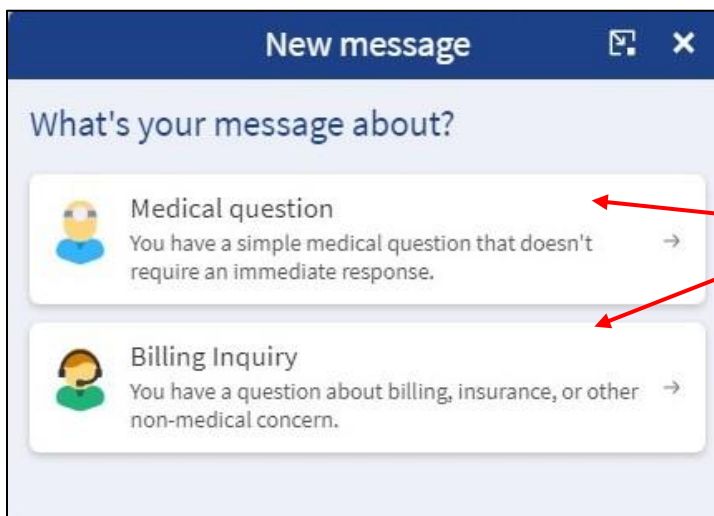 New message
What's your message about?
Medical question
You have a simple medical question that doesn't
require an immediate response.
Billing Inquiry
You have a question about billing, insurance, or other
non-medical concern.